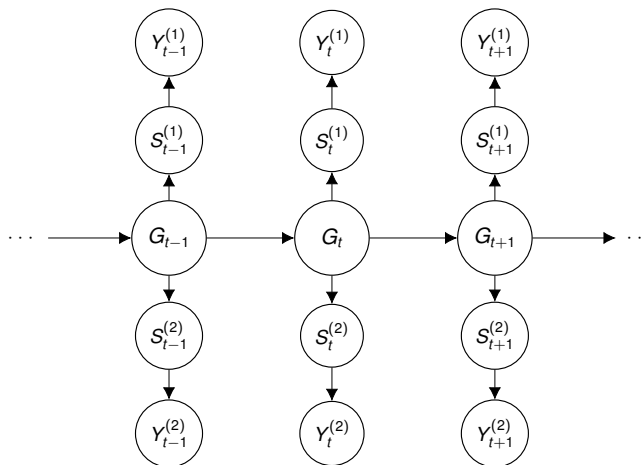 Y_{t-1}^{(1)} Y_t^{(1)} Y_{t+1}^{(1)}
S_{t-1}^{(1)} S_t^{(1)} S_{t+1}^{(1)}
... G_{t-1} G_t G_{t+1} ...
S_{t-1}^{(2)} S_t^{(2)} S_{t+1}^{(2)}
Y_{t-1}^{(2)} Y_t^{(2)} Y_{t+1}^{(2)}